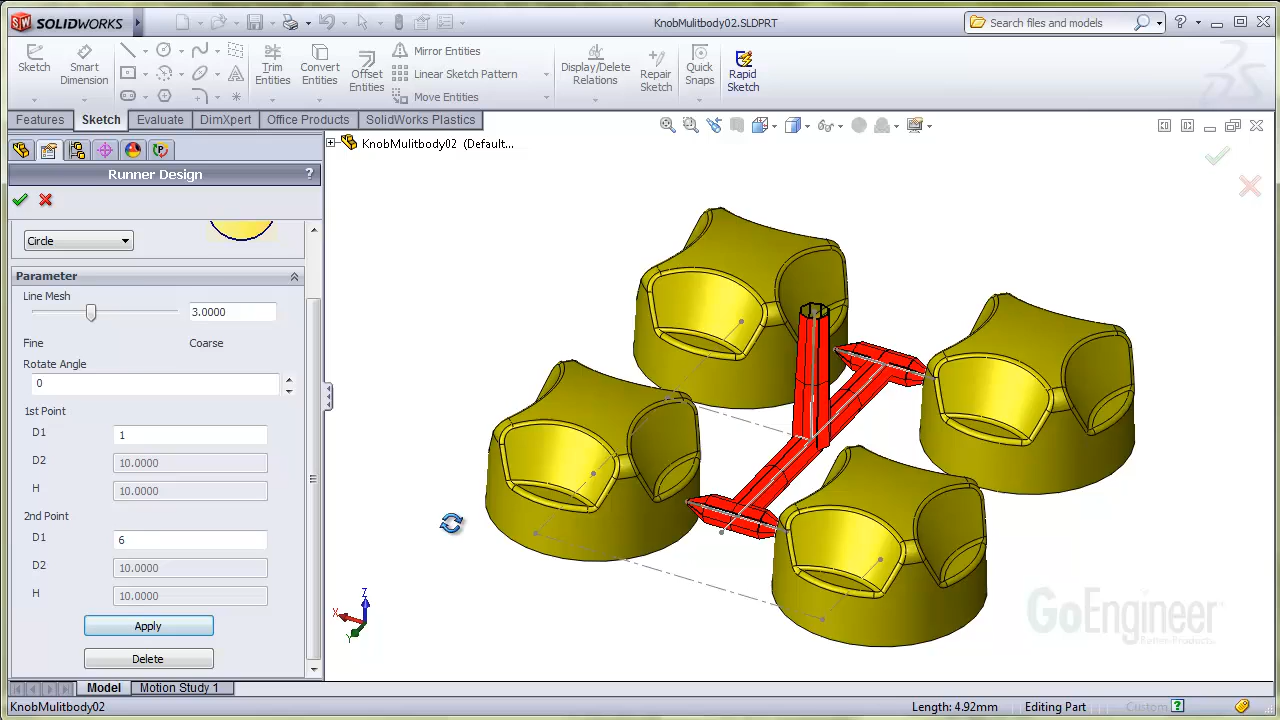 SOLIDWORKS
KnobMulitbody02.SLDPRT
Search files and models
?
Sketch
Smart Dimension
Trim Entities
Convert Entities
Offset Entities
Mirror Entities
Linear Sketch Pattern
Move Entities
Display/Delete Relations
Repair Sketch
Quick Snaps
Rapid Sketch
Features
Sketch
Evaluate
DimXpert
Office Products
SolidWorks Plastics
KnobMulitbody02 (Default...
Runner Design
?
Circle
Parameter
Line Mesh
3.0000
Fine
Coarse
Rotate Angle
0
1st Point
D1
1
D2
10.0000
H
10.0000
2nd Point
D1
6
D2
10.0000
H
10.0000
Apply
Delete
Z
X
Y
GoEngineer
Model
Motion Study 1
KnobMulitbody02
Length: 4.92mm
Editing Part
Custom
?